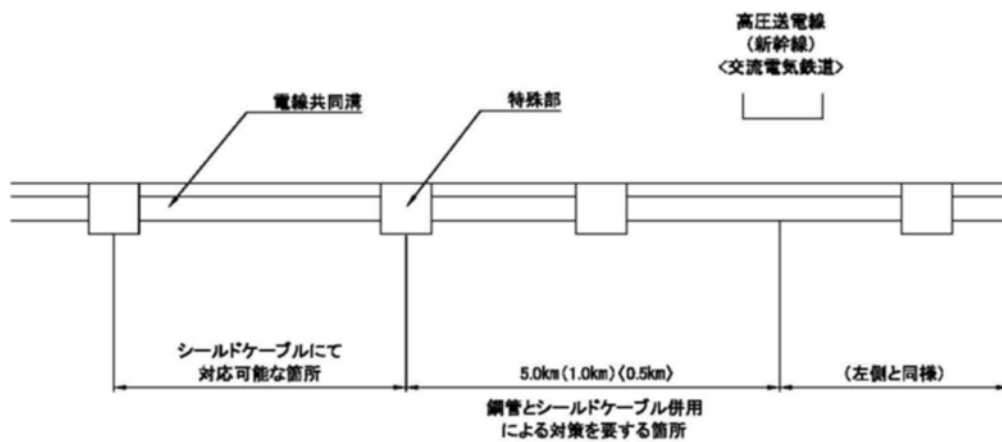 高圧送電線
(新幹線)
<交流電気鉄道>
電線共同溝
特殊部
シールドケーブルにて
対応可能な箇所
5.0km(1.0km)<0.5km>
(左側と同様)
鋼管とシールドケーブル併用
による対策を要する箇所